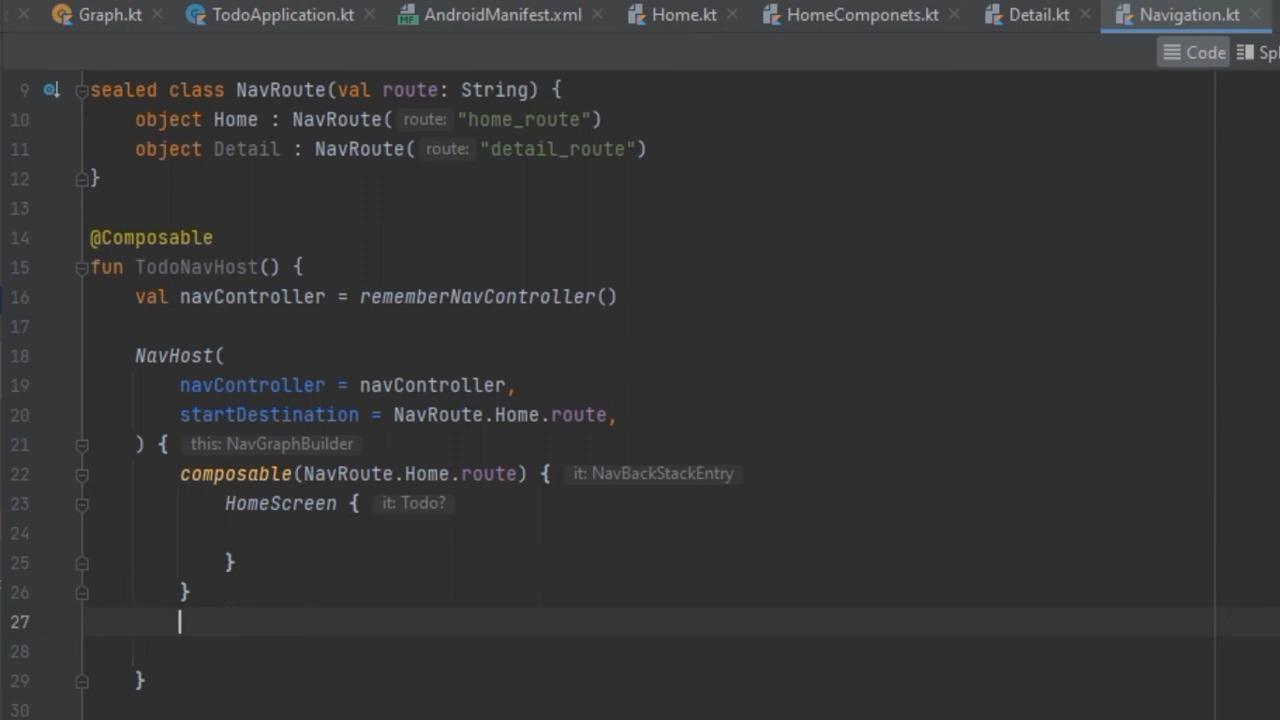 Graph.kt TodoApplication.kt AndroidManifest.xml Home.kt HomeComponets.kt Detail.kt Navigation.kt
Code Spl
9 sealed class NavRoute(val route: String) {
10 object Home : NavRoute( route: "home_route")
11 object Detail : NavRoute( route: "detail_route")
12 }
13
14 @Composable
15 fun TodoNavHost() {
16 val navController = rememberNavController()
17
18 NavHost(
19 navController = navController,
20 startDestination = NavRoute.Home.route,
21 ) { this: NavGraphBuilder
22 composable(NavRoute.Home.route) { it: NavBackStackEntry
23 HomeScreen { it: Todo?
24
25 }
26 }
27
28
29 }
30